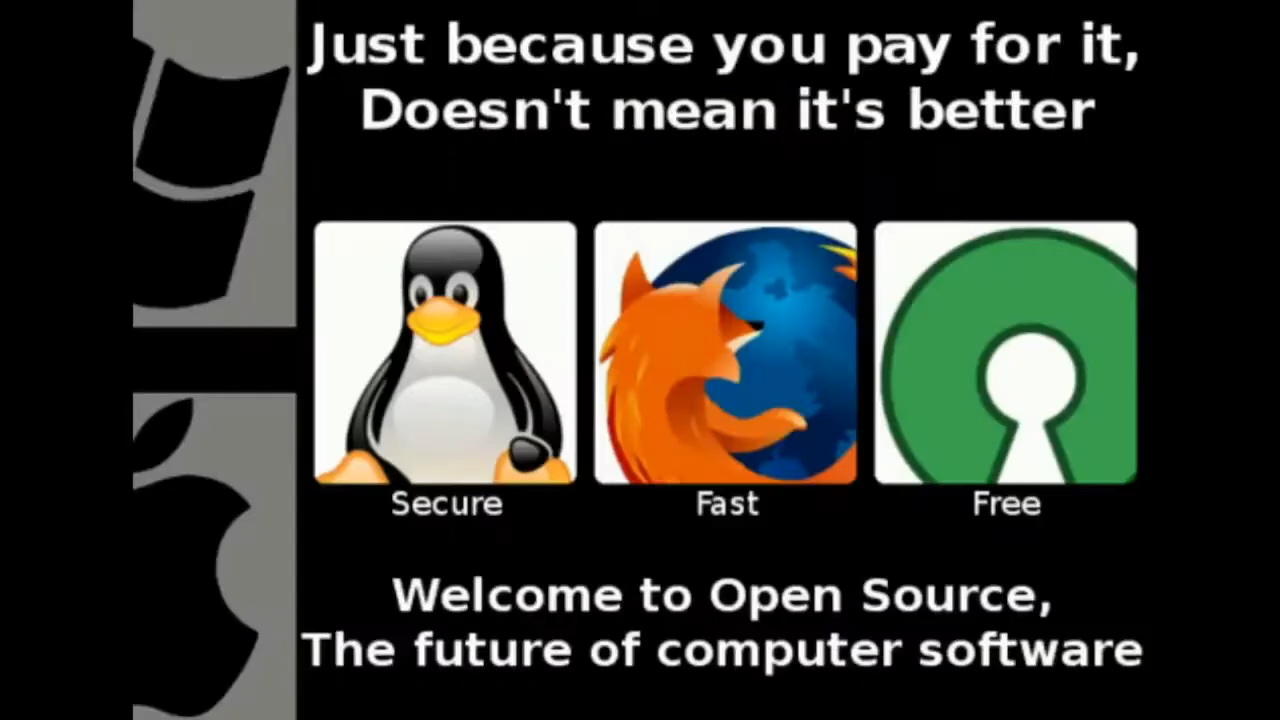 Just because you pay for it,
Doesn't mean it's better
Secure
Fast
Free
Welcome to Open Source,
The future of computer software